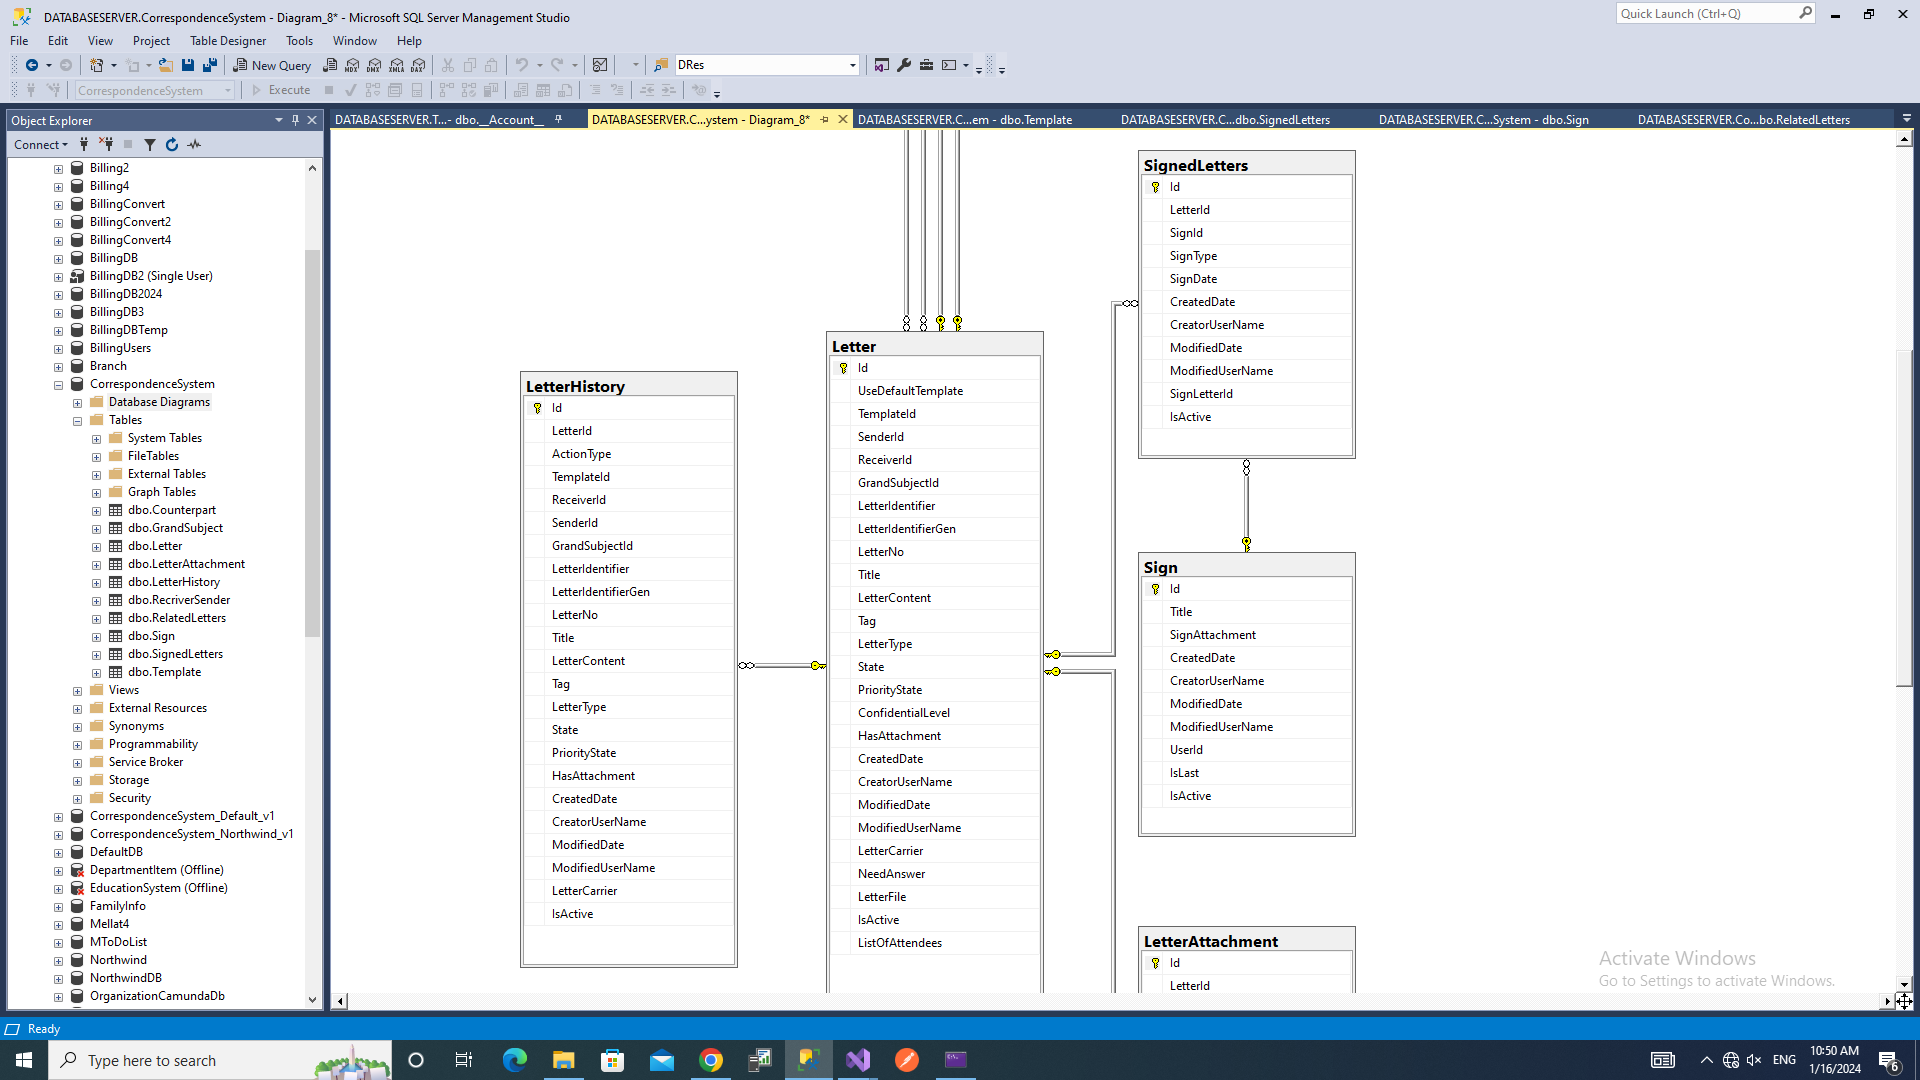 DATABASESERVER.CorrespondenceSystem - Diagram_8* - Microsoft SQL Server Management Studio
Quick Launch (Ctrl+Q)
File Edit View Project Table Designer Tools Window Help
New Query
MDX
DMX
XMLA
DAX
DRes
CorrespondenceSystem
Execute
Object Explorer
Connect
Billing2
Billing4
BillingConvert
BillingConvert2
BillingConvert4
BillingDB
BillingDB2 (Single User)
BillingDB2024
BillingDB3
BillingDBTemp
BillingUsers
Branch
CorrespondenceSystem
Database Diagrams
Tables
System Tables
FileTables
External Tables
Graph Tables
dbo.Counterpart
dbo.GrandSubject
dbo.Letter
dbo.LetterAttachment
dbo.LetterHistory
dbo.RecriverSender
dbo.RelatedLetters
dbo.Sign
dbo.SignedLetters
dbo.Template
Views
External Resources
Synonyms
Programmability
Service Broker
Storage
Security
CorrespondenceSystem_Default_v1
CorrespondenceSystem_Northwind_v1
DefaultDB
DepartmentItem (Offline)
EducationSystem (Offline)
FamilyInfo
Mellat4
MToDoList
Northwind
NorthwindDB
OrganizationCamundaDb
DATABASESERVER.T...- dbo.__Account__
DATABASESERVER.C...ystem - Diagram_8*
DATABASESERVER.C...em - dbo.Template
DATABASESERVER.C...dbo.SignedLetters
DATABASESERVER.C...System - dbo.Sign
DATABASESERVER.Co...bo.RelatedLetters
LetterHistory
Id
LetterId
ActionType
TemplateId
ReceiverId
SenderId
GrandSubjectId
LetterIdentifier
LetterIdentifierGen
LetterNo
Title
LetterContent
Tag
LetterType
State
PriorityState
HasAttachment
CreatedDate
CreatorUserName
ModifiedDate
ModifiedUserName
LetterCarrier
IsActive
Letter
Id
UseDefaultTemplate
TemplateId
SenderId
ReceiverId
GrandSubjectId
LetterIdentifier
LetterIdentifierGen
LetterNo
Title
LetterContent
Tag
LetterType
State
PriorityState
ConfidentialLevel
HasAttachment
CreatedDate
CreatorUserName
ModifiedDate
ModifiedUserName
LetterCarrier
NeedAnswer
LetterFile
IsActive
ListOfAttendees
SignedLetters
Id
LetterId
SignId
SignType
SignDate
CreatedDate
CreatorUserName
ModifiedDate
ModifiedUserName
SignLetterId
IsActive
Sign
Id
Title
SignAttachment
CreatedDate
CreatorUserName
ModifiedDate
ModifiedUserName
UserId
IsLast
IsActive
LetterAttachment
Id
LetterId
Activate Windows
Go to Settings to activate Windows.
Ready
Type here to search
ENG
10:50 AM
1/16/2024
6